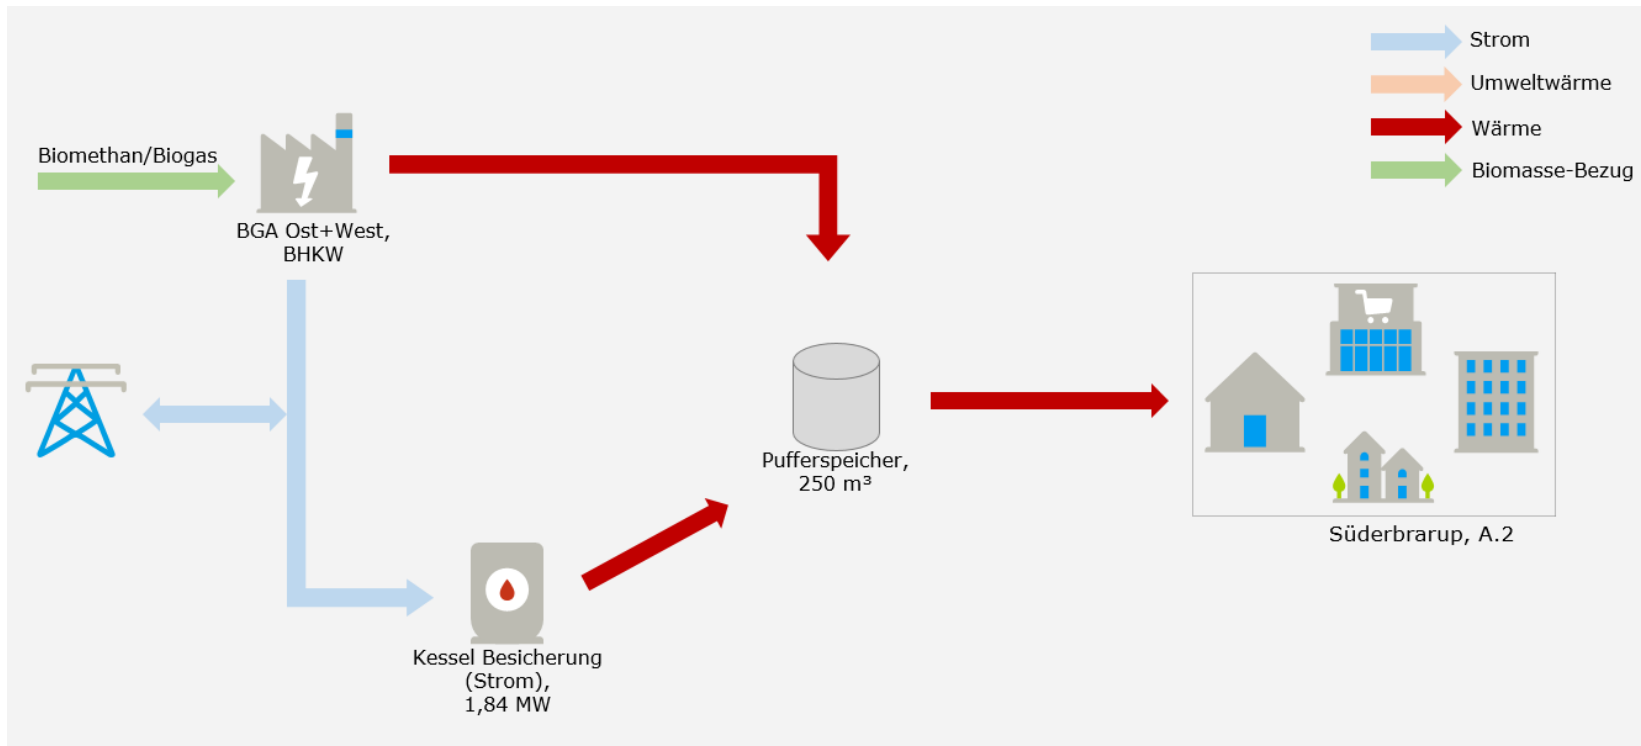 Strom
Umweltwärme
Wärme
Biomasse-Bezug
Biomethan/Biogas
BGA Ost+West,
BHKW
Pufferspeicher,
250 m³
Süderbrarup, A.2
Kessel Besicherung
(Strom),
1,84 MW